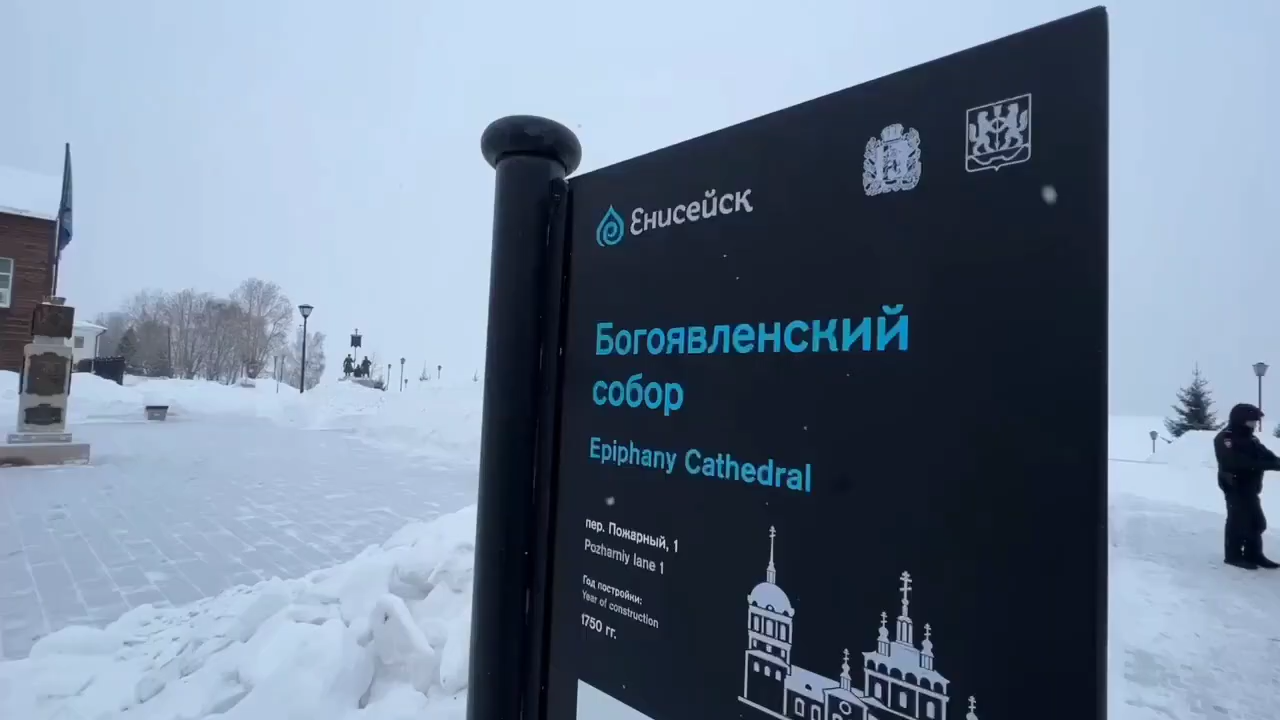 Енисейск
Богоявленский
собор
Epiphany Cathedral
пер. Пожарный, 1
Pozharniy lane 1
Год постройки:
Year of construction
1750 гг.